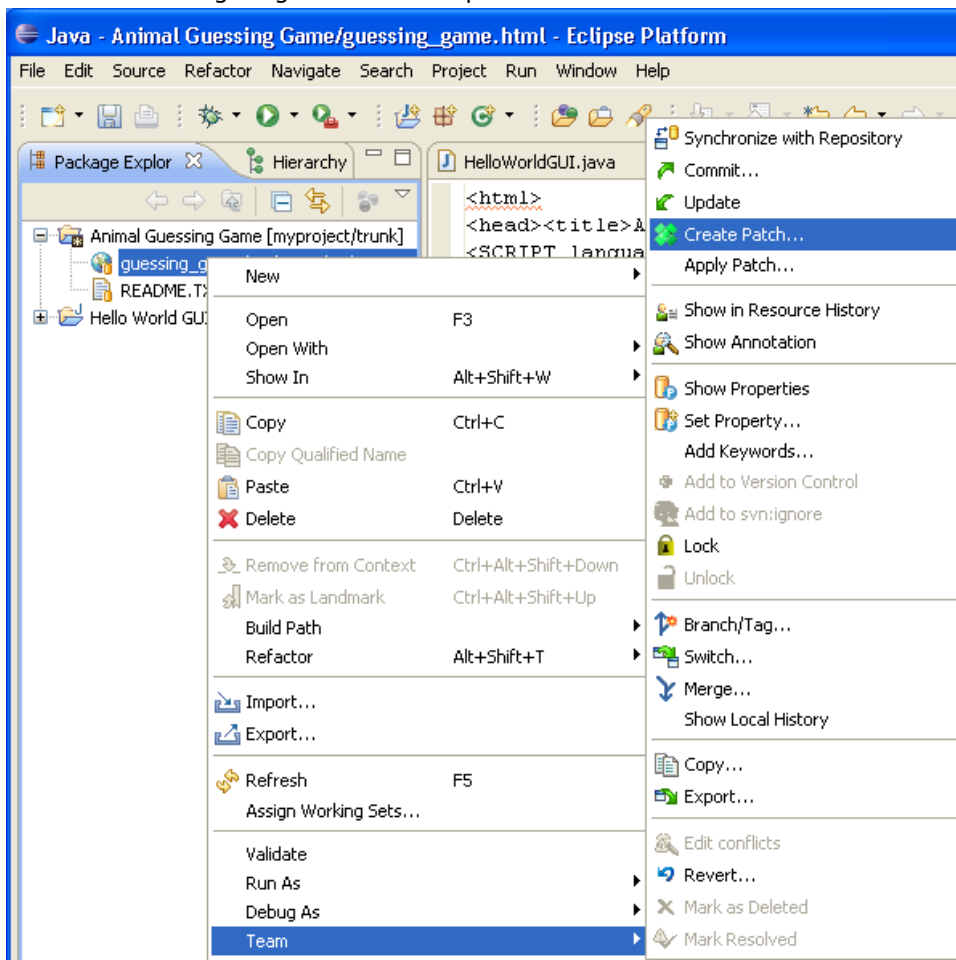 Java - Animal Guessing Game/guessing_game.html - Eclipse Platform
File Edit Source Refactor Navigate Search Project Run Window Help
Package Explor
Hierarchy
HelloWorldGUI.java
<html>
<head><title>A
<SCRIPT langua
Animal Guessing Game [myproject/trunk]
guessing_g
README.TX
Hello World GU
New
Open F3
Open With
Show In Alt+Shift+W
Copy Ctrl+C
Copy Qualified Name
Paste Ctrl+V
Delete Delete
Remove from Context Ctrl+Alt+Shift+Down
Mark as Landmark Ctrl+Alt+Shift+Up
Build Path
Refactor Alt+Shift+T
Import...
Export...
Refresh F5
Assign Working Sets...
Validate
Run As
Debug As
Team
Synchronize with Repository
Commit...
Update
Create Patch...
Apply Patch...
Show in Resource History
Show Annotation
Show Properties
Set Property...
Add Keywords...
Add to Version Control
Add to svn:ignore
Lock
Unlock
Branch/Tag...
Switch...
Merge...
Show Local History
Copy...
Export...
Edit conflicts
Revert...
Mark as Deleted
Mark Resolved